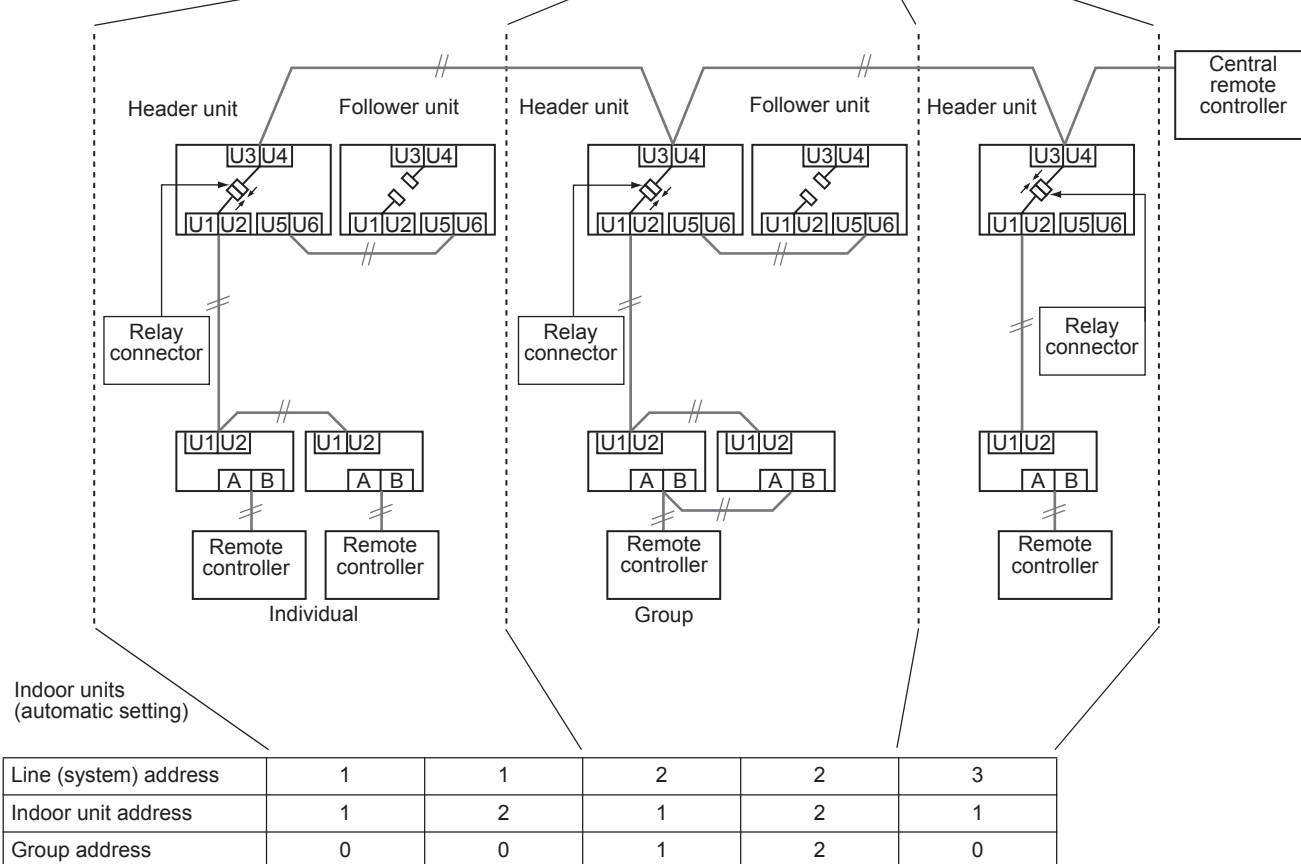 Central
remote
controller
Header unit Follower unit Header unit Follower unit Header unit
U3 U4 U3 U4 U3 U4 U3 U4 U3 U4
U1 U2 U5 U6 U1 U2 U5 U6 U1 U2 U5 U6 U1 U2 U5 U6 U1 U2 U5 U6
Relay
connector
Relay
connector
Relay
connector
U1 U2 U1 U2 U1 U2 U1 U2 U1 U2
A B A B A B A B A B
Remote
controller
Remote
controller
Remote
controller
Remote
controller
Individual Group
Indoor units
(automatic setting)
Line (system) address 1 1 2 2 3
Indoor unit address 1 2 1 2 1
Group address 0 0 1 2 0